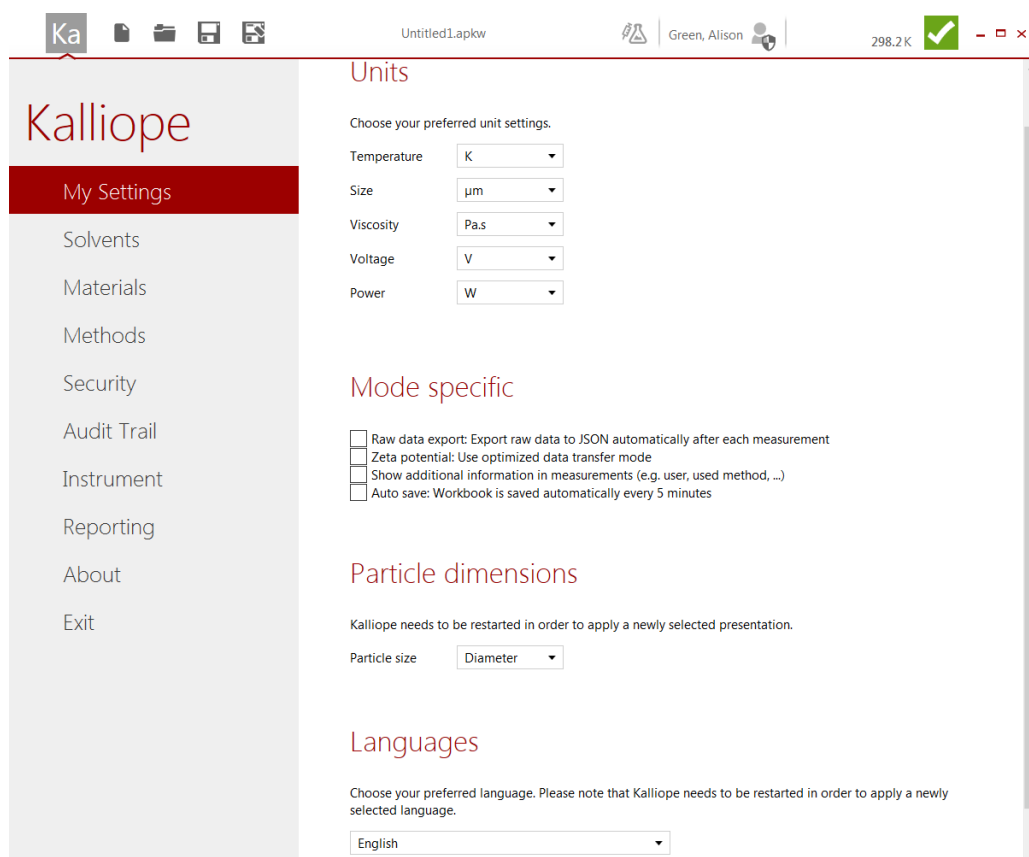 Ka
Untitled1.apkw
Green, Alison
298.2 K
Kalliope
My Settings
Solvents
Materials
Methods
Security
Audit Trail
Instrument
Reporting
About
Exit
Units
Choose your preferred unit settings.
Temperature K
Size µm
Viscosity Pa.s
Voltage V
Power W
Mode specific
Raw data export: Export raw data to JSON automatically after each measurement
Zeta potential: Use optimized data transfer mode
Show additional information in measurements (e.g. user, used method, ...)
Auto save: Workbook is saved automatically every 5 minutes
Particle dimensions
Kalliope needs to be restarted in order to apply a newly selected presentation.
Particle size Diameter
Languages
Choose your preferred language. Please note that Kalliope needs to be restarted in order to apply a newly
selected language.
English